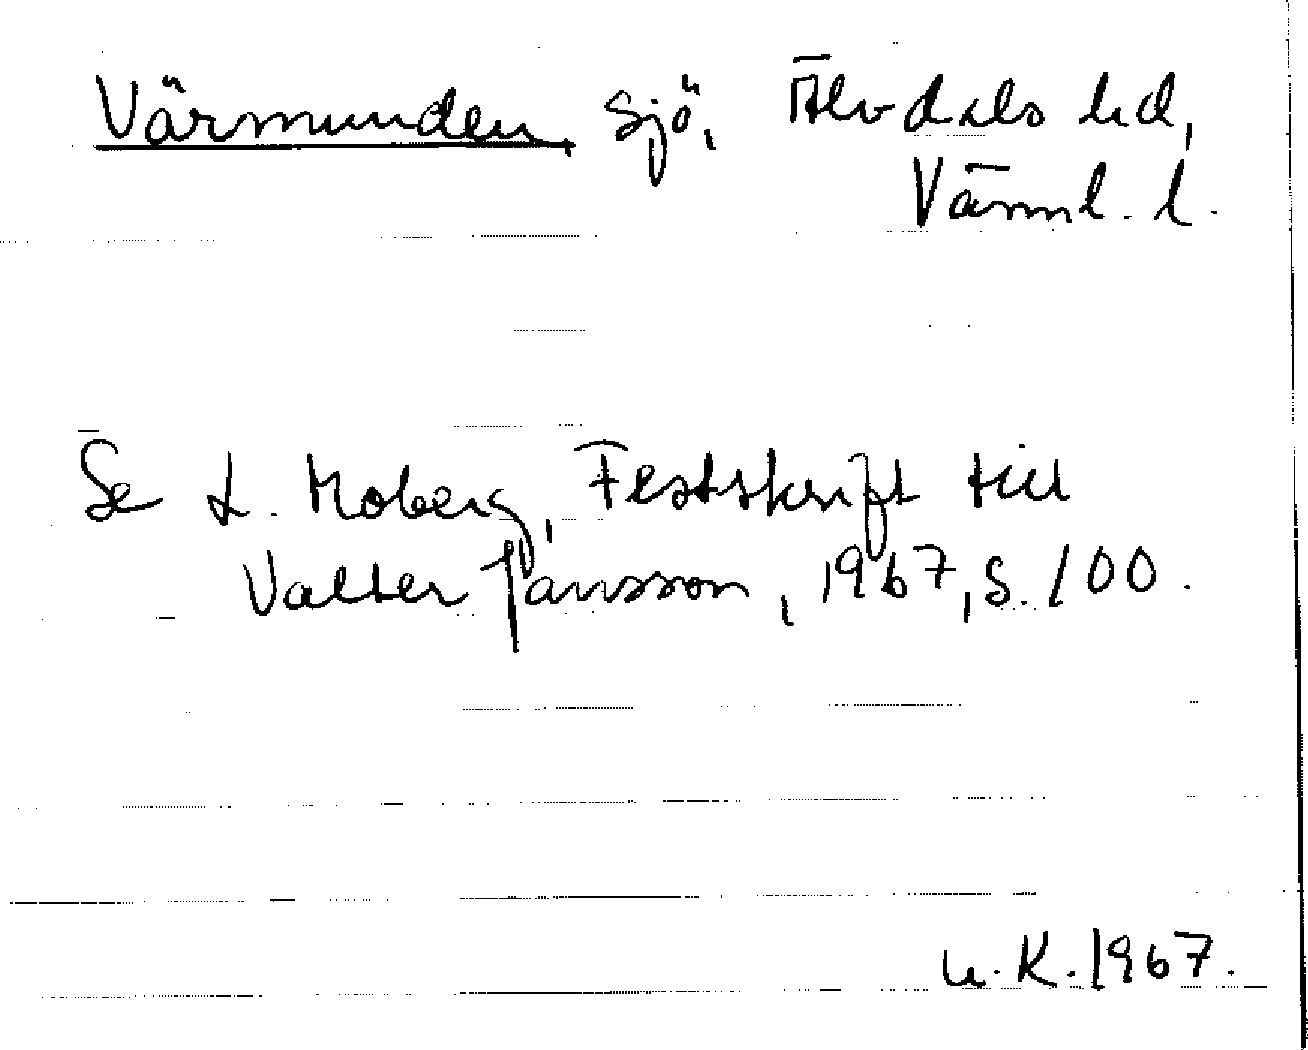 Värmunden, sjö, Älvdals hd,
Värml. l.
Se L. Moberg, Festskrift till
Valter Jansson, 1967, s. 100.
u. K. 1967.